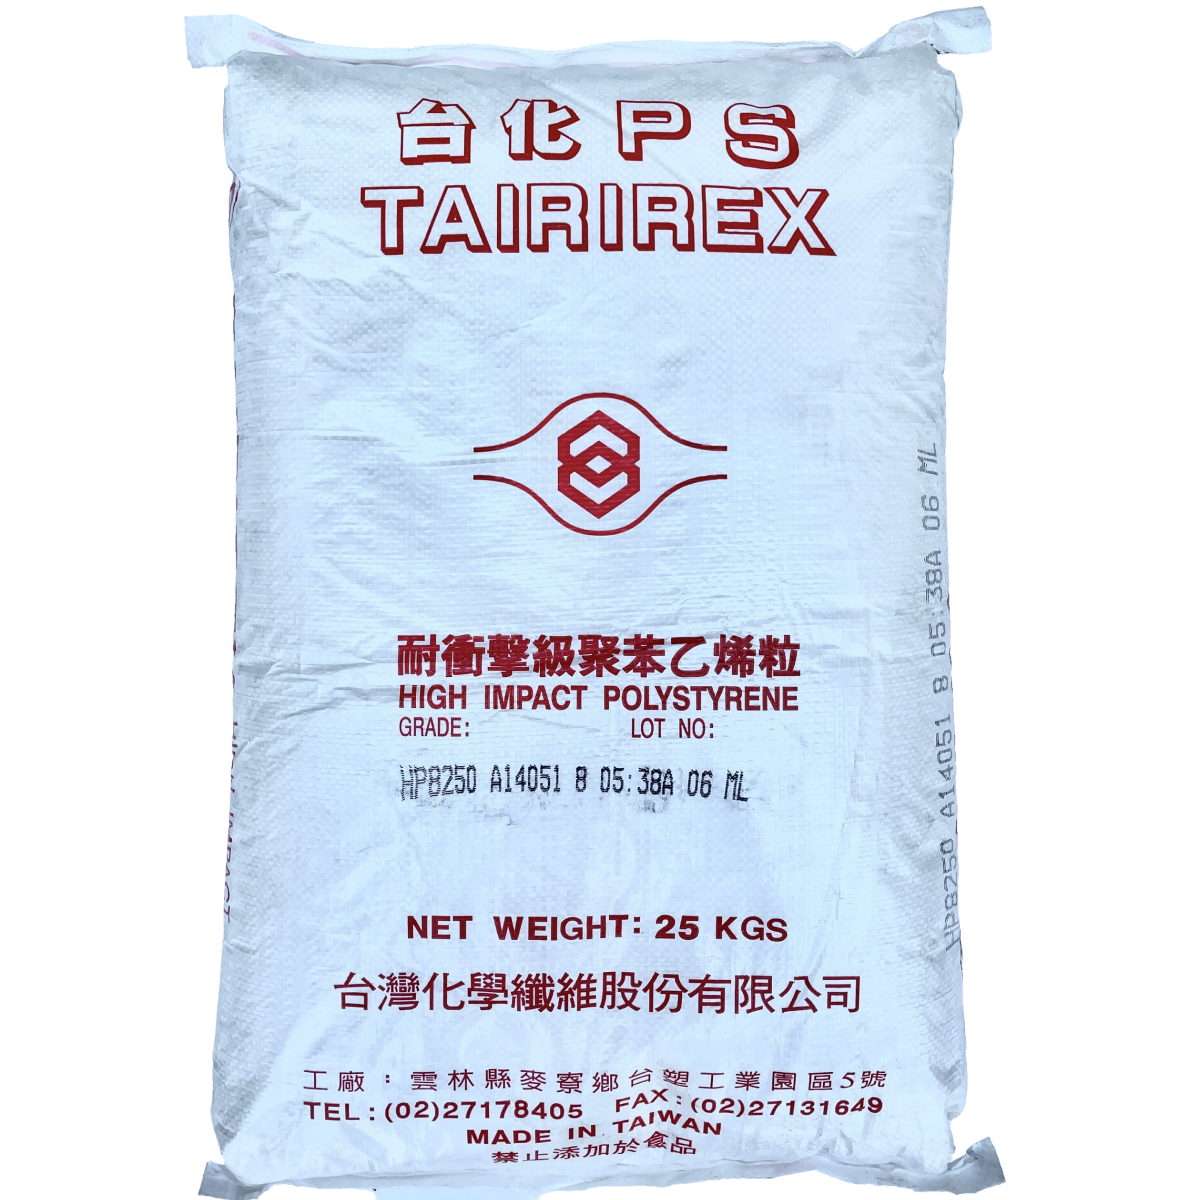 台化PS
TAIRIREX
耐衝擊級聚苯乙烯粒
HIGH IMPACT POLYSTYRENE
GRADE: LOT NO:
HP8250 A14051 8 05:38A 06 ML
NET WEIGHT: 25 KGS
台灣化學纖維股份有限公司
工廠：雲林縣麥寮鄉台塑工業園區5號
TEL:(02)27178405 FAX:(02)27131649
MADE IN TAIWAN
禁止添加於食品
HP8250 A14051 8 05:38A 06 ML
IMPACT